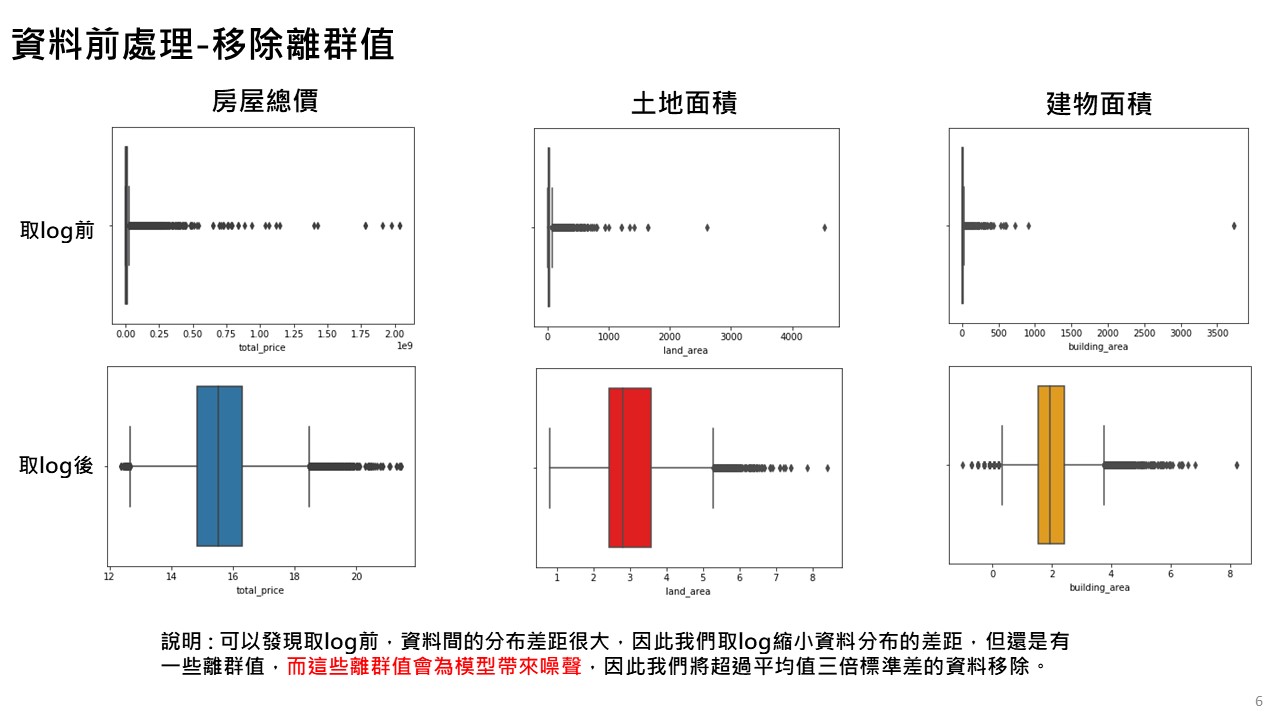 資料前處理-移除離群值
房屋總價
土地面積
建物面積
取log前
0.00 0.25 0.50 0.75 1.00 1.25 1.50 1.75 2.00
total_price
1e9
0 1000 2000 3000 4000
land_area
0 500 1000 1500 2000 2500 3000 3500
building_area
取log後
12 14 16 18 20
total_price
1 2 3 4 5 6 7 8
land_area
0 2 4 6 8
building_area
說明：可以發現取log前，資料間的分布差距很大，因此我們取log縮小資料分布的差距，但還是有
一些離群值，而這些離群值會為模型帶來噪聲，因此我們將超過平均值三倍標準差的資料移除。
6